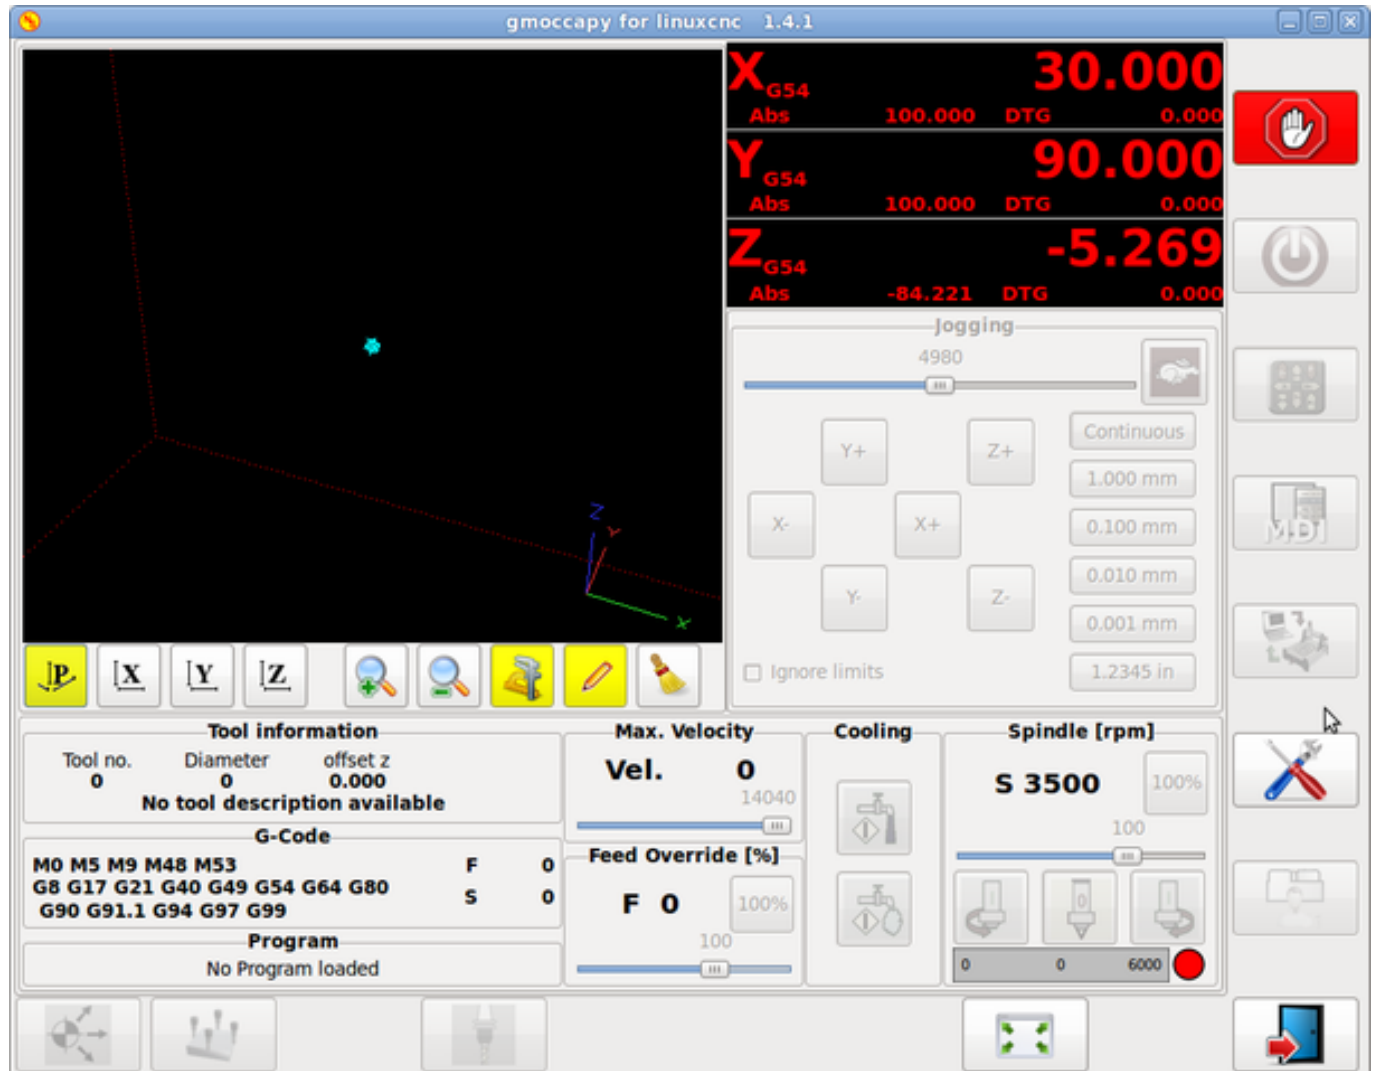 gmoccapy for linuxcnc 1.4.1
X G54 30.000
Abs 100.000 DTG 0.000
Y G54 90.000
Abs 100.000 DTG 0.000
Z G54 -5.269
Abs -84.221 DTG 0.000
Jogging
4980
Continuous
Y+ Z+
1.000 mm
X- X+
0.100 mm
0.010 mm
Y- Z-
0.001 mm
Ignore limits
1.2345 in
MDI
Z
Y
X
P X Y Z
Tool information
Tool no. Diameter offset z
0 0 0.000
No tool description available
G-Code
M0 M5 M9 M48 M53 F 0
G8 G17 G21 G40 G49 G54 G64 G80 S 0
G90 G91.1 G94 G97 G99
Program
No Program loaded
Max. Velocity
Vel. 0
14040
Feed Override [%]
F 0 100%
100
Cooling
Spindle [rpm]
S 3500 100%
100
0
0 0 6000